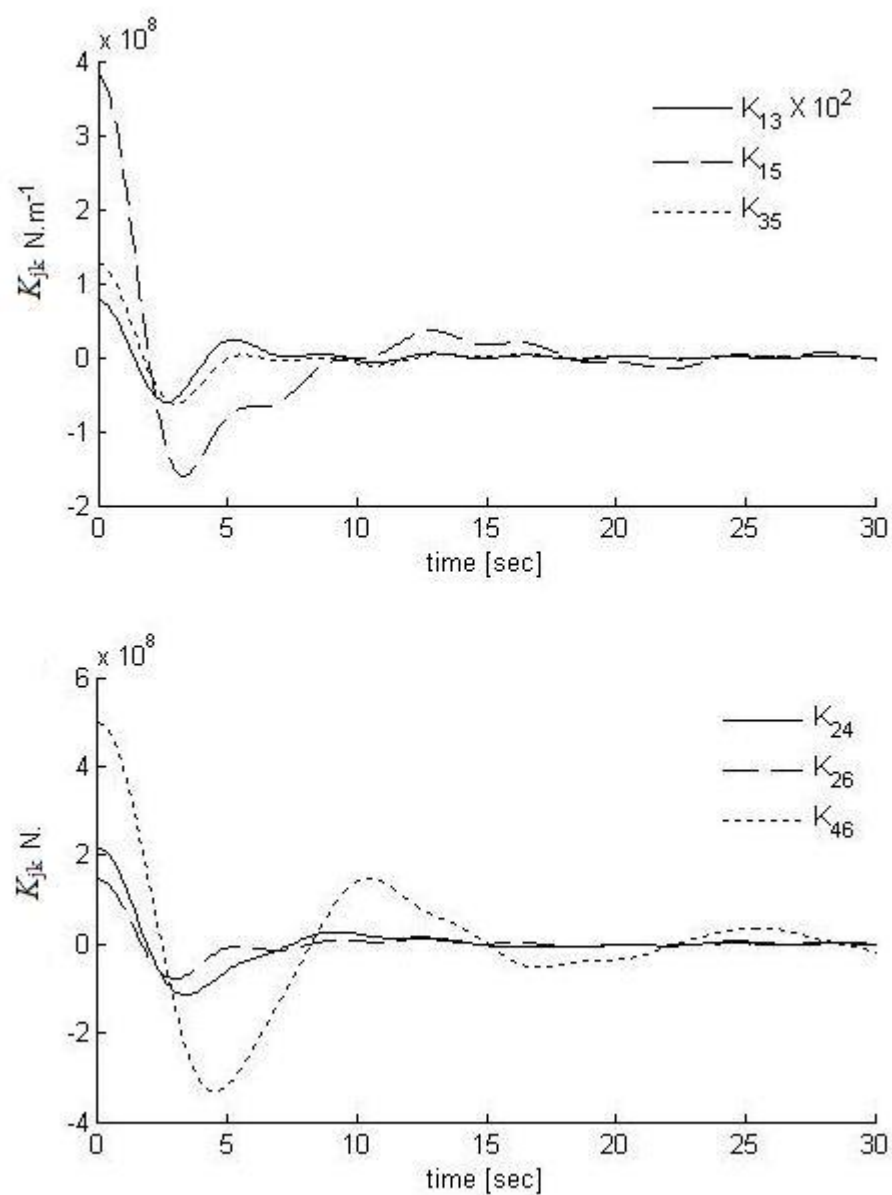 x 10^8
4
3
2
1
0
-1
-2
K_jk N.m^-1
K_13 X 10^2
K_15
K_35
0 5 10 15 20 25 30
time [sec]
x 10^8
6
4
2
0
-2
-4
K_jk N.
K_24
K_26
K_46
0 5 10 15 20 25 30
time [sec]